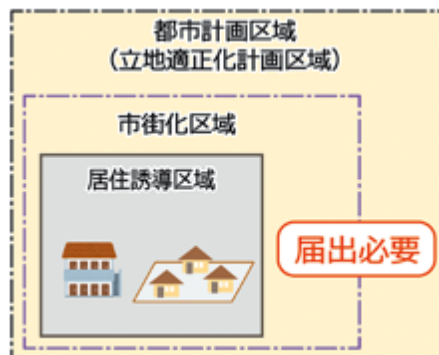 都市計画区域
（立地適正化計画区域）
市街化区域
居住誘導区域
届出必要